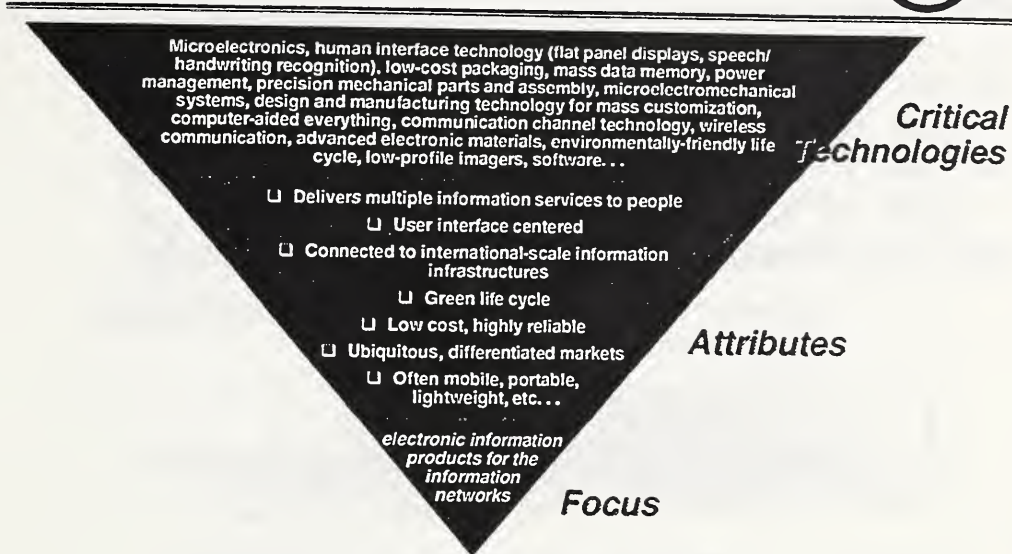 Microelectronics, human interface technology (flat panel displays, speech/
handwriting recognition), low-cost packaging, mass data memory, power
management, precision mechanical parts and assembly, microelectromechanical
systems, design and manufacturing technology for mass customization,
computer-aided everything, communication channel technology, wireless
communication, advanced electronic materials, environmentally-friendly life
cycle, low-profile imagers, software...
Critical
Technologies
❑ Delivers multiple information services to people
❑ User interface centered
❑ Connected to international-scale information
infrastructures
❑ Green life cycle
❑ Low cost, highly reliable
❑ Ubiquitous, differentiated markets
❑ Often mobile, portable,
lightweight, etc...
Attributes
electronic information
products for the
information
networks
Focus